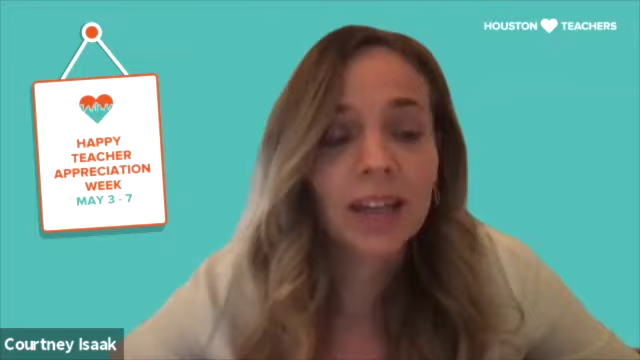 HOUSTON TEACHERS
HAPPY
TEACHER
APPRECIATION
WEEK
MAY 3 - 7
Courtney Isaak